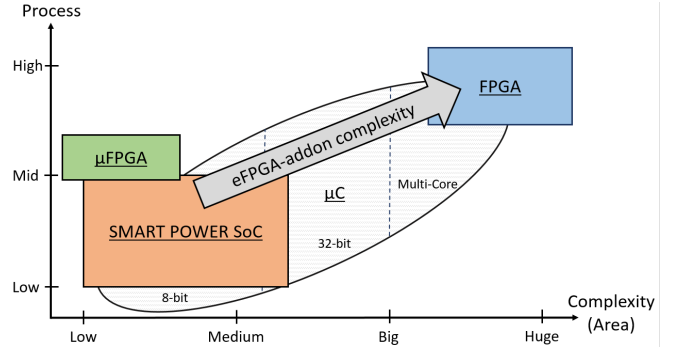 Process
High
FPGA
eFPGA-addon complexity
μFPGA
Mid
μC
Multi-Core
SMART POWER SoC
32-bit
Low
8-bit
Complexity
(Area)
Low
Medium
Big
Huge